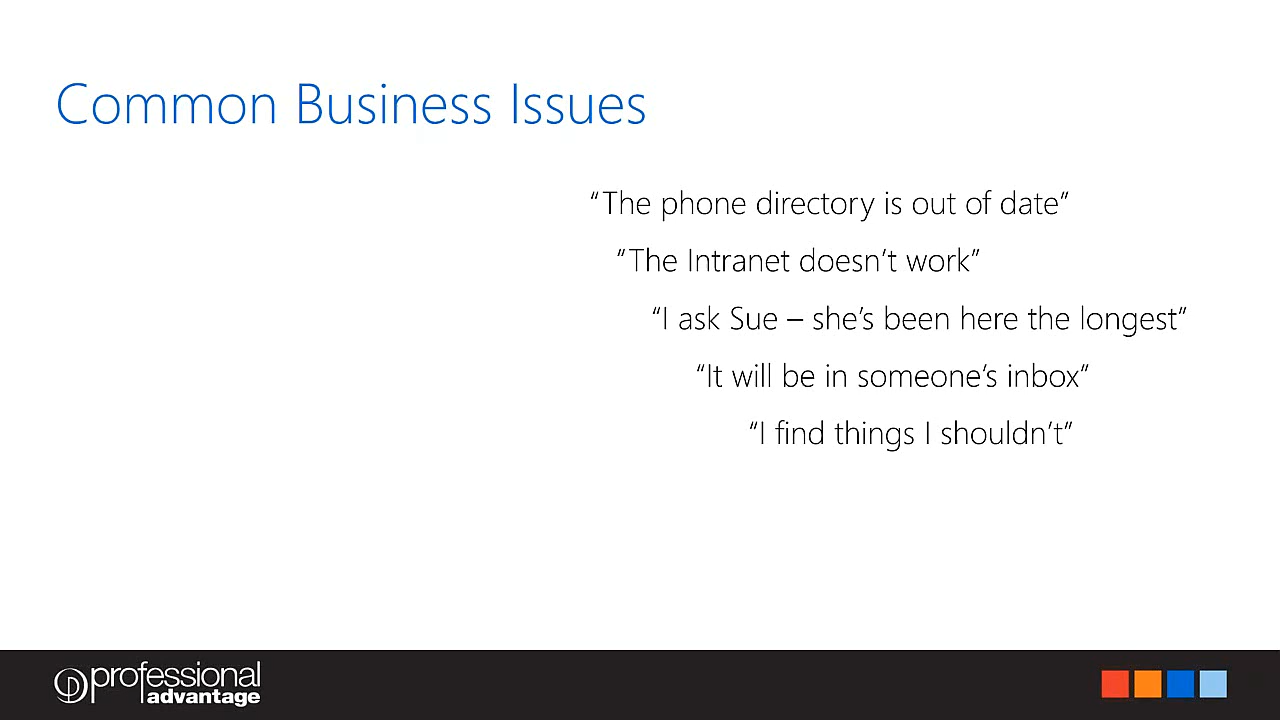 Common Business Issues
“The phone directory is out of date”
“The Intranet doesn’t work”
“I ask Sue – she’s been here the longest”
“It will be in someone’s inbox”
“I find things I shouldn’t”
professional
advantage